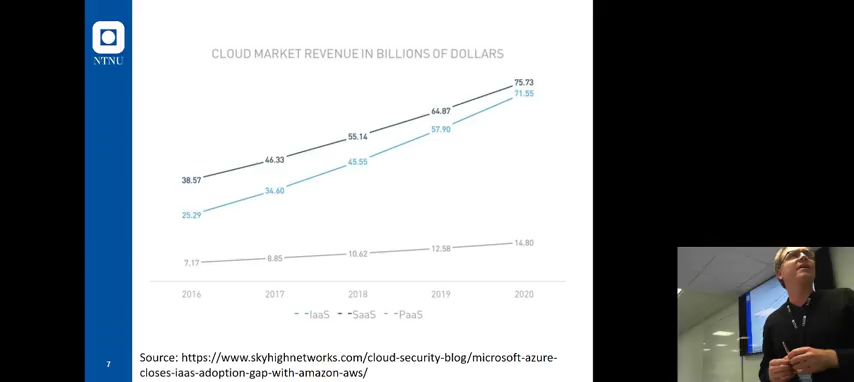 NTNU
CLOUD MARKET REVENUE IN BILLIONS OF DOLLARS
75.73
71.55
64.87
57.90
55.14
45.55
46.33
34.60
38.57
25.29
7.17
8.85
10.62
12.58
14.80
2016 2017 2018 2019 2020
IaaS SaaS PaaS
7
Source: https://www.skyhighnetworks.com/cloud-security-blog/microsoft-azure-
closes-iaas-adoption-gap-with-amazon-aws/